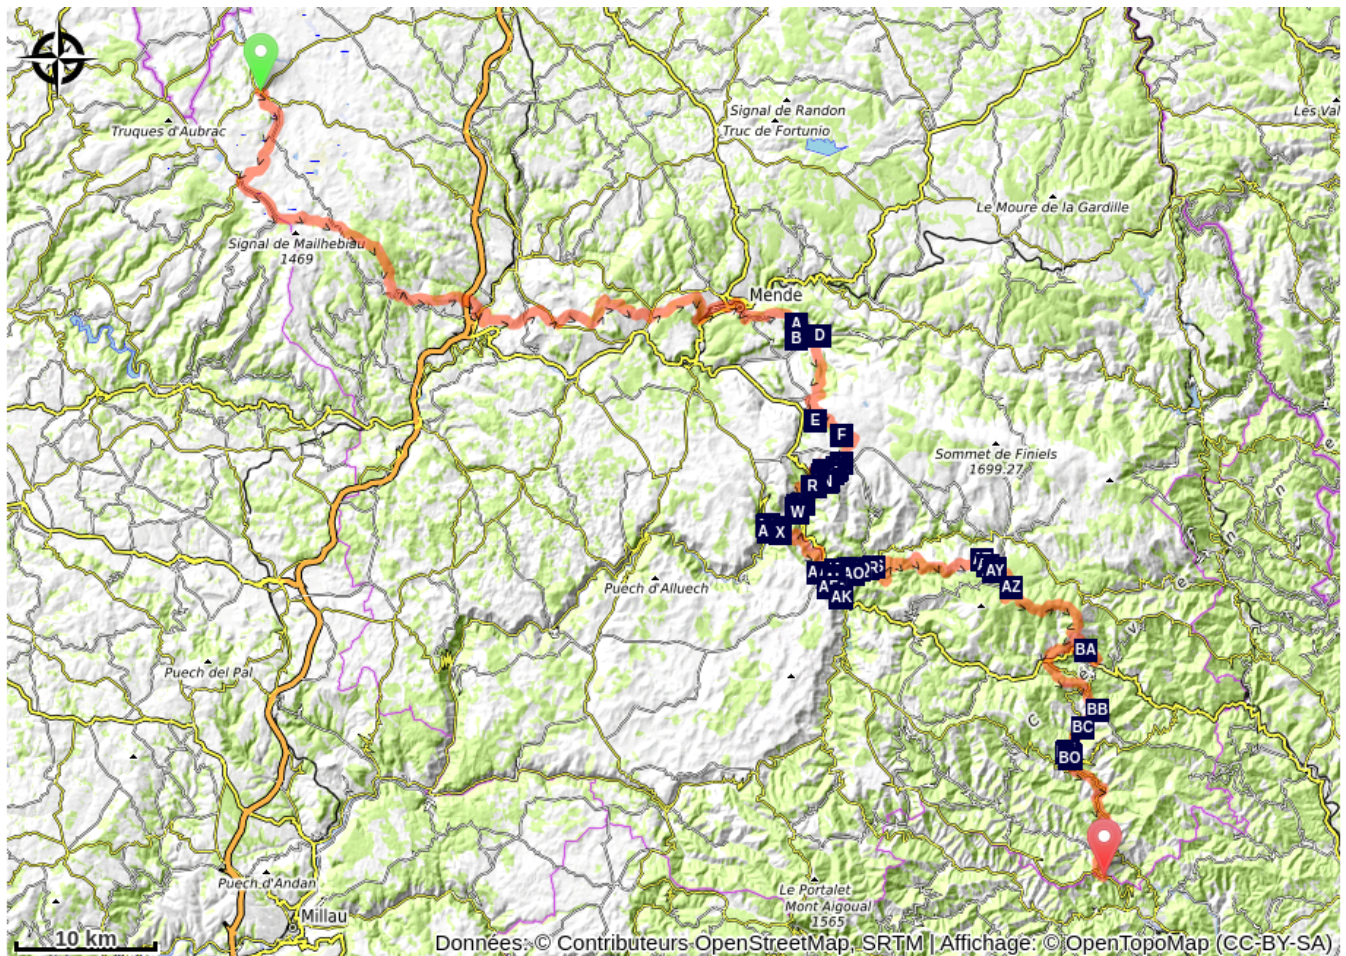 Signal de Randon
Truc de Fortunio
Truques d'Aubrac
Le Moure de la Gardille
Signal de Mailhebiau
1469
Mende
A
B
D
E
F
Sommet de Finiels
1699.27
R
N
W
A
X
Puech d'Alluech
AO
AK
AY
AZ
BA
Puech del Pal
BB
BC
BO
C
é
v
e
n
n
e
Puech d'Andan
Le Portalet
Mont Aigoual
1565
Millau
10 km
Données: © Contributeurs OpenStreetMap, SRTM | Affichage: © OpenTopoMap (CC-BY-SA)